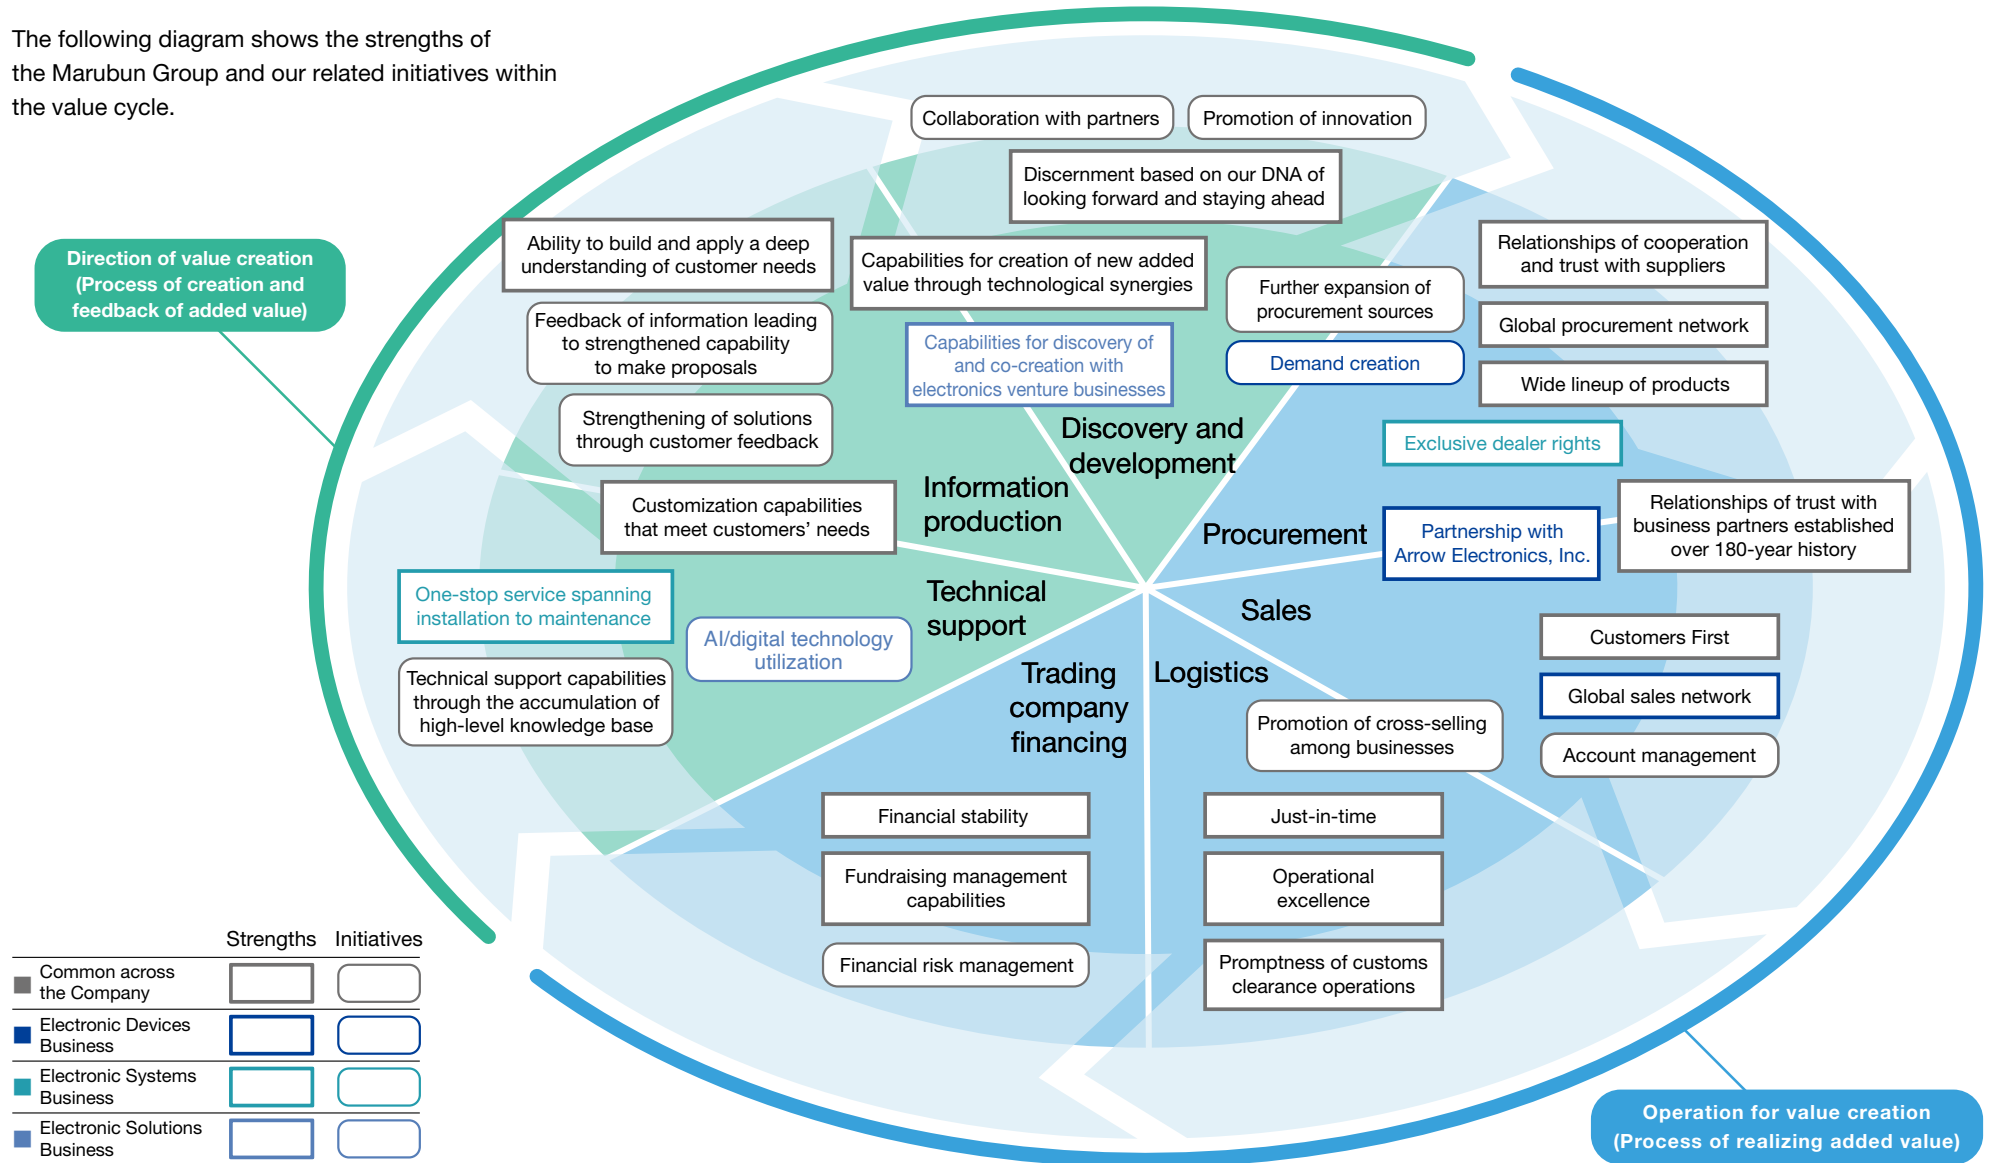 The following diagram shows the strengths of
the Marubun Group and our related initiatives within
the value cycle.
Direction of value creation
(Process of creation and
feedback of added value)
Collaboration with partners
Promotion of innovation
Discernment based on our DNA of
looking forward and staying ahead
Capabilities for creation of new added
value through technological synergies
Capabilities for discovery of
and co-creation with
electronics venture businesses
Discovery and
development
Ability to build and apply a deep
understanding of customer needs
Feedback of information leading
to strengthened capability
to make proposals
Strengthening of solutions
through customer feedback
Customization capabilities
that meet customers’ needs
Information
production
One-stop service spanning
installation to maintenance
Technical support capabilities
through the accumulation of
high-level knowledge base
AI/digital technology
utilization
Technical
support
Further expansion of
procurement sources
Demand creation
Relationships of cooperation
and trust with suppliers
Global procurement network
Wide lineup of products
Exclusive dealer rights
Procurement
Partnership with
Arrow Electronics, Inc.
Relationships of trust with
business partners established
over 180-year history
Sales
Customers First
Global sales network
Account management
Promotion of cross-selling
among businesses
Logistics
Just-in-time
Operational
excellence
Promptness of customs
clearance operations
Trading
company
financing
Financial stability
Fundraising management
capabilities
Financial risk management
Operation for value creation
(Process of realizing added value)
Strengths Initiatives
Common across
the Company
Electronic Devices
Business
Electronic Systems
Business
Electronic Solutions
Business